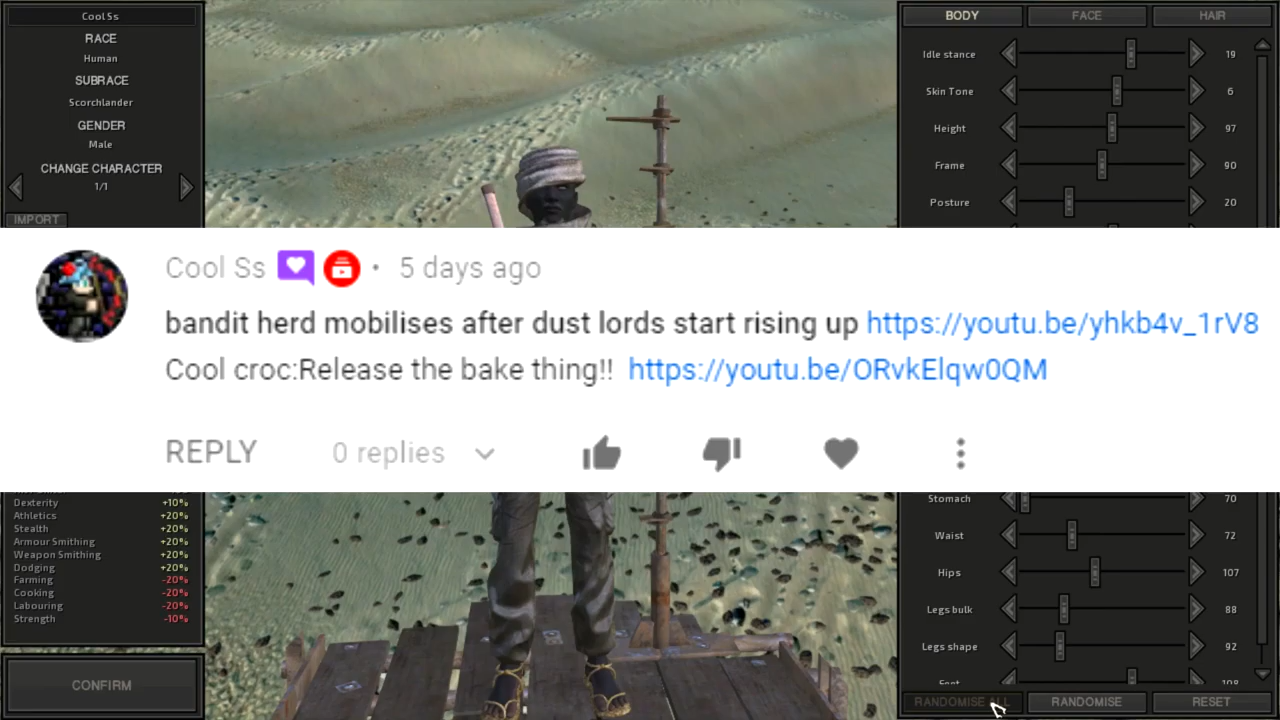 Cool Ss
RACE
Human
SUBRACE
Scorchlander
GENDER
Male
CHANGE CHARACTER
1/1
IMPORT
BODY
FACE
HAIR
Idle stance 19
Skin Tone 6
Height 97
Frame 90
Posture 20
Cool Ss • 5 days ago
bandit herd mobilises after dust lords start rising up https://youtu.be/yhkb4v_1rV8
Cool croc:Release the bake thing!! https://youtu.be/ORvkElqw0QM
REPLY
0 replies
Dexterity +10%
Athletics +20%
Stealth +20%
Armour Smithing +20%
Weapon Smithing +20%
Dodging +20%
Farming -20%
Cooking -20%
Labouring -20%
Strength -10%
CONFIRM
Stomach 70
Waist 72
Hips 107
Legs bulk 88
Legs shape 92
Feet 108
RANDOMISE ALL
RANDOMISE
RESET